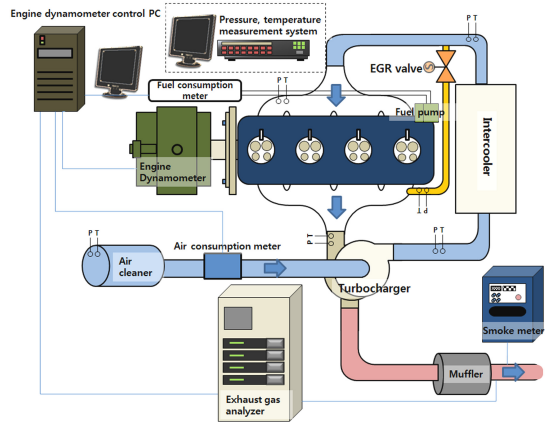 Engine dynamometer control PC
Pressure, temperature
measurement system
P T
EGR valve
Fuel consumption
meter
P T
Fuel pump
Intercooler
Engine
Dynamometer
P T
P T
P T
P T
Air consumption meter
Air
cleaner
Turbocharger
Smoke meter
Muffler
Exhaust gas
analyzer